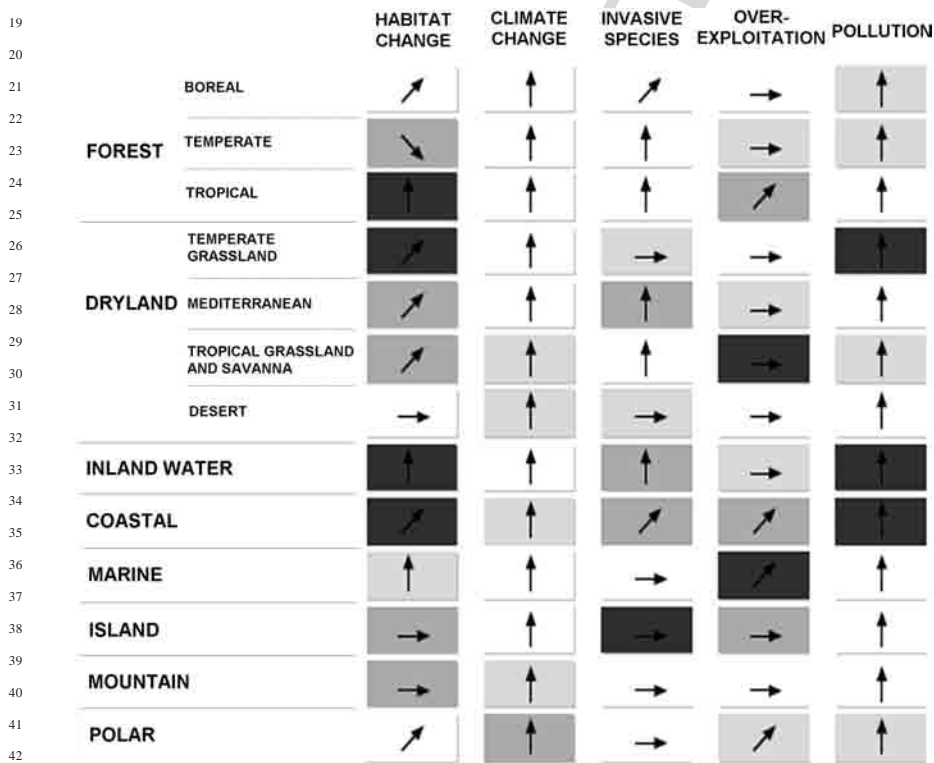 19
HABITAT CHANGE CLIMATE CHANGE INVASIVE SPECIES OVER-EXPLOITATION POLLUTION
20
21 BOREAL
22
FOREST
23 TEMPERATE
24
TROPICAL
25
26 TEMPERATE GRASSLAND
27
DRYLAND
28 MEDITERRANEAN
29
TROPICAL GRASSLAND
30 AND SAVANNA
31 DESERT
32
33 INLAND WATER
34
COASTAL
35
36 MARINE
37
38 ISLAND
39
MOUNTAIN
40
41 POLAR
42